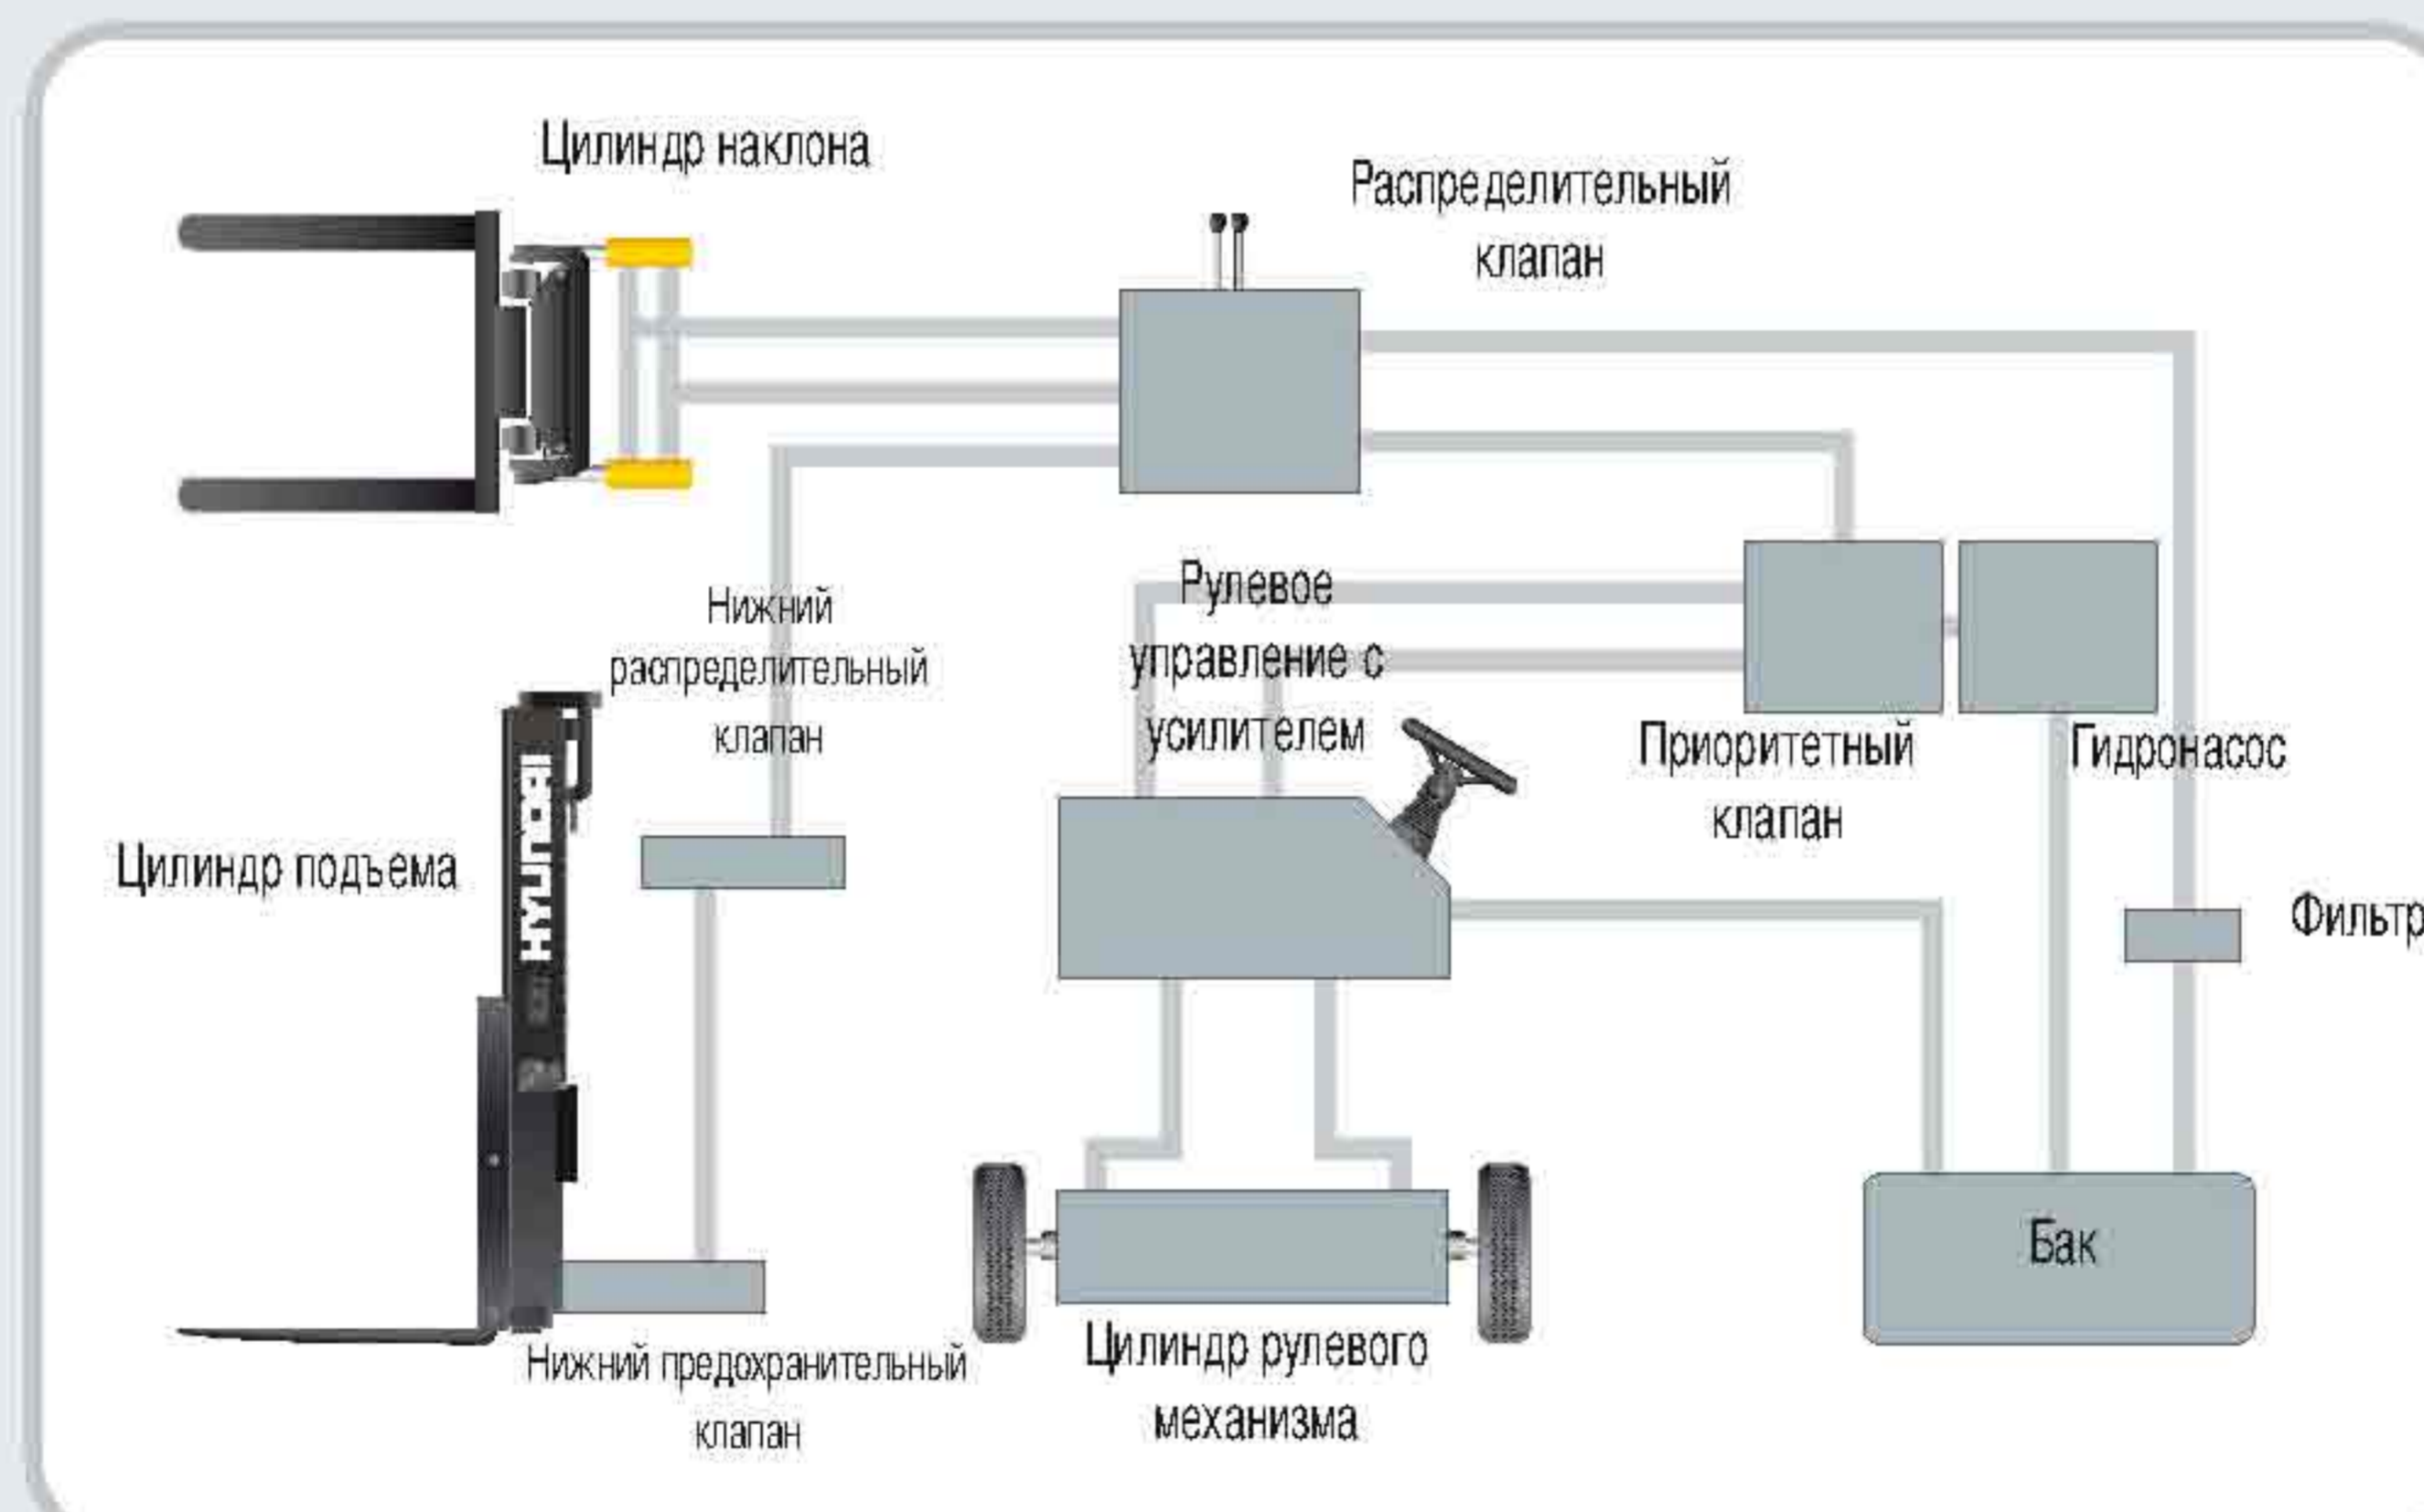 Цилиндр наклона
Распределительный
клапан
Рулевое
управление с
усилителем
Нижний
распределительный
клапан
Приоритетный
клапан
Гидронасос
HYUNDAI
Цилиндр подъема
Фильтр
Бак
Нижний предохранительный
клапан
Цилиндр рулевого
механизма